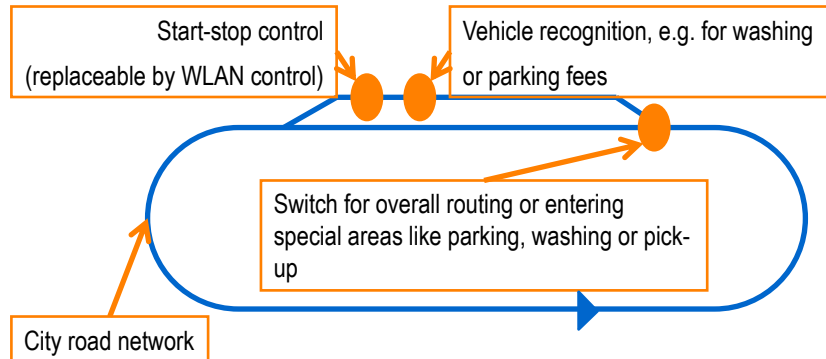 Start-stop control
(replaceable by WLAN control)
Vehicle recognition, e.g. for washing
or parking fees
Switch for overall routing or entering
special areas like parking, washing or pick-
up
City road network